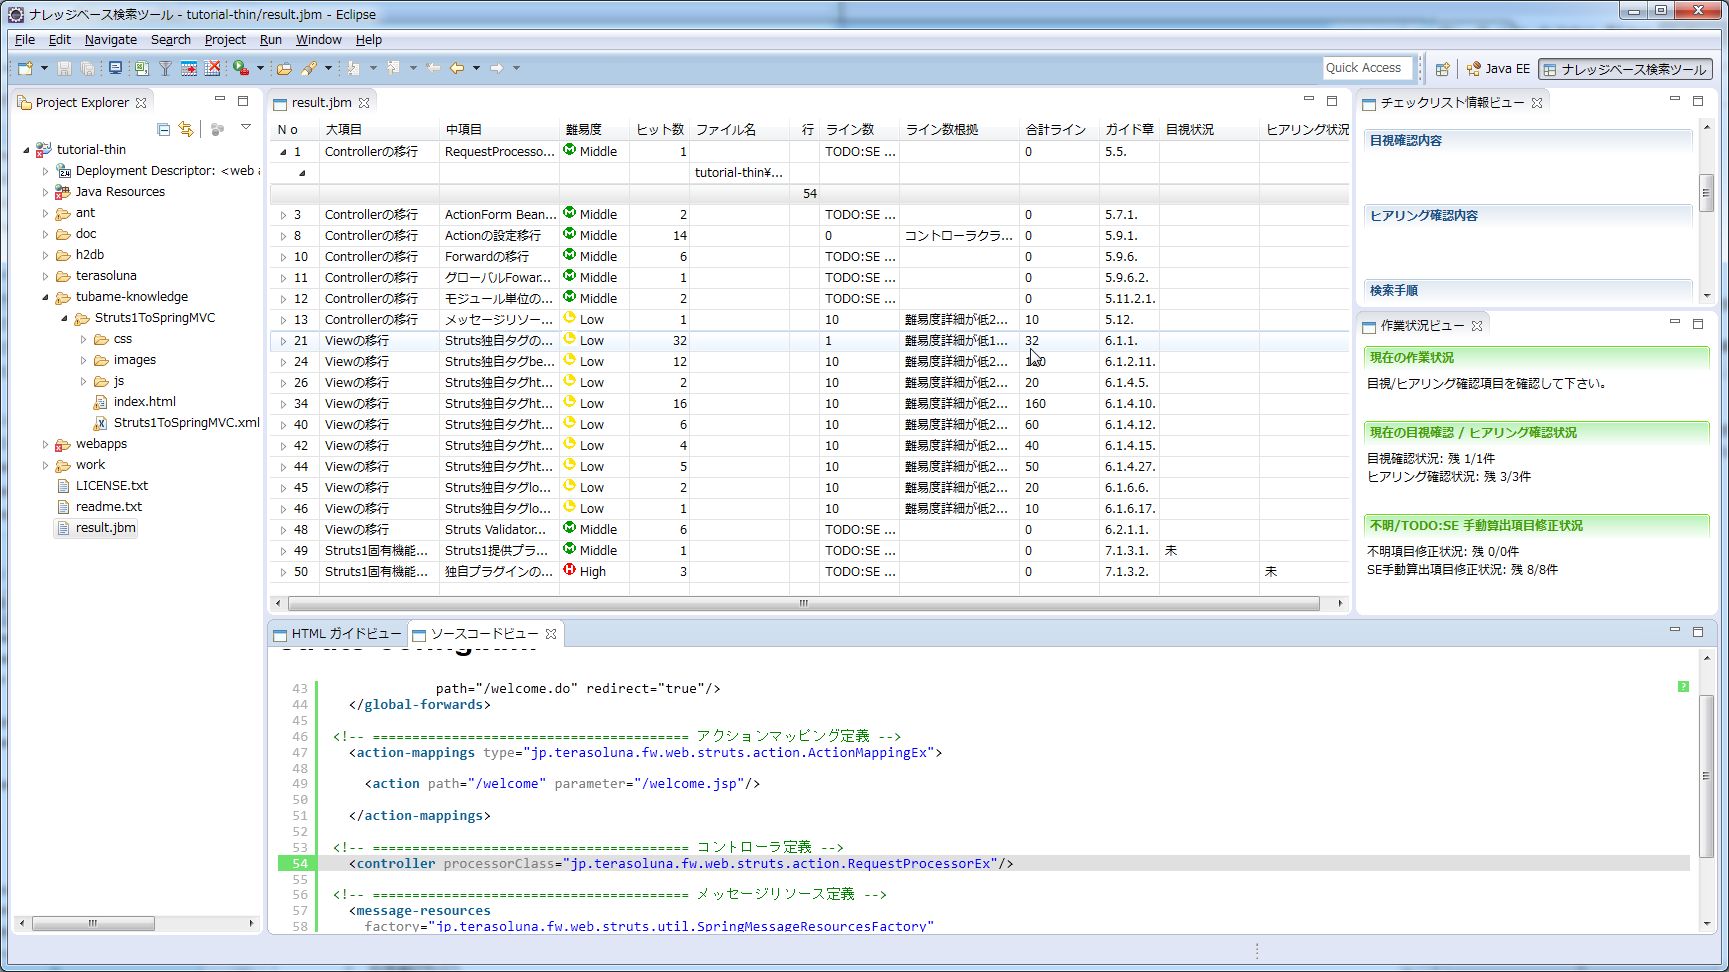 ナレッジベース検索ツール - tutorial-thin/result.jbm - Eclipse
File Edit Navigate Search Project Run Window Help
Quick Access
Java EE
ナレッジベース検索ツール
Project Explorer
tutorial-thin
Deployment Descriptor: <web a
Java Resources
ant
doc
h2db
terasoluna
tubame-knowledge
Struts1ToSpringMVC
css
images
js
index.html
Struts1ToSpringMVC.xml
webapps
work
LICENSE.txt
readme.txt
result.jbm
result.jbm
No 大項目 中項目 難易度 ヒット数 ファイル名 行 ライン数 ライン数根拠 合計ライン ガイド章 目視状況 ヒアリング状況
1 Controllerの移行 RequestProcesso... Middle 1 TODO:SE ... 0 5.5.
tutorial-thin¥...
54
3 Controllerの移行 ActionForm Bean... Middle 2 TODO:SE ... 0 5.7.1.
8 Controllerの移行 Actionの設定移行 Middle 14 0 コントローラクラ... 0 5.9.1.
10 Controllerの移行 Forwardの移行 Middle 6 TODO:SE ... 0 5.9.6.
11 Controllerの移行 グローバルFowar... Middle 1 TODO:SE ... 0 5.9.6.2.
12 Controllerの移行 モジュール単位の... Middle 2 TODO:SE ... 0 5.11.2.1.
13 Controllerの移行 メッセージリソー... Low 1 10 難易度詳細が低2... 10 5.12.
21 Viewの移行 Struts独自タグの... Low 32 1 難易度詳細が低1... 32 6.1.1.
24 Viewの移行 Struts独自タグbe... Low 12 10 難易度詳細が低2... 6.1.2.11.
26 Viewの移行 Struts独自タグht... Low 2 10 難易度詳細が低2... 20 6.1.4.5.
34 Viewの移行 Struts独自タグht... Low 16 10 難易度詳細が低2... 160 6.1.4.10.
40 Viewの移行 Struts独自タグht... Low 6 10 難易度詳細が低2... 60 6.1.4.12.
42 Viewの移行 Struts独自タグht... Low 4 10 難易度詳細が低2... 40 6.1.4.15.
44 Viewの移行 Struts独自タグht... Low 5 10 難易度詳細が低2... 50 6.1.4.27.
45 Viewの移行 Struts独自タグlo... Low 2 10 難易度詳細が低2... 20 6.1.6.6.
46 Viewの移行 Struts独自タグlo... Low 1 10 難易度詳細が低2... 10 6.1.6.17.
48 Viewの移行 Struts Validator... Middle 6 TODO:SE ... 0 6.2.1.1.
49 Struts1固有機能... Struts1提供プラ... Middle 1 TODO:SE ... 0 7.1.3.1. 未
50 Struts1固有機能... 独自プラグインの... High 3 TODO:SE ... 0 7.1.3.2. 未
チェックリスト情報ビュー
目視確認内容
ヒアリング確認内容
検索手順
作業状況ビュー
現在の作業状況
目視/ヒアリング確認項目を確認して下さい。
現在の目視確認 / ヒアリング確認状況
目視確認状況: 残 1/1件
ヒアリング確認状況: 残 3/3件
不明/TODO:SE 手動算出項目修正状況
不明項目修正状況: 残 0/0件
SE手動算出項目修正状況: 残 8/8件
HTML ガイドビュー
ソースコードビュー
43 path="/welcome.do" redirect="true"/>
44 </global-forwards>
45
46 <!-- ======================================== アクションマッピング定義 -->
47 <action-mappings type="jp.terasoluna.fw.web.struts.action.ActionMappingEx">
48
49 <action path="/welcome" parameter="/welcome.jsp"/>
50
51 </action-mappings>
52
53 <!-- ======================================== コントローラ定義 -->
54 <controller processorClass="jp.terasoluna.fw.web.struts.action.RequestProcessorEx"/>
55
56 <!-- ======================================== メッセージリソース定義 -->
57 <message-resources
58 factory="jp.terasoluna.fw.web.struts.util.SpringMessageResourcesFactory"